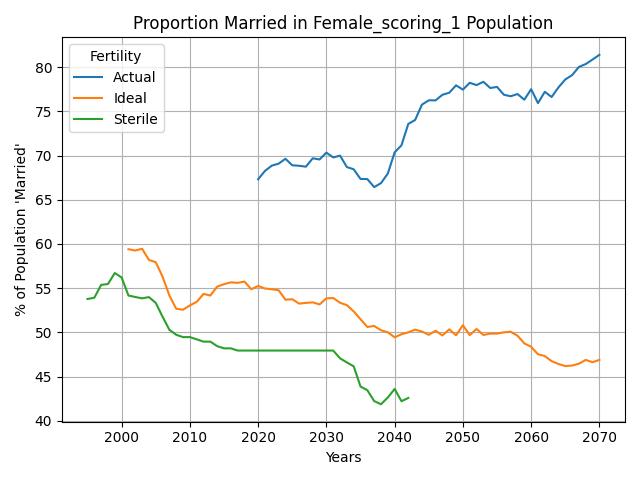 Proportion Married in Female_scoring_1 Population
Fertility
Actual
Ideal
Sterile
% of Population 'Married'
80
75
70
65
60
55
50
45
40
2000
2010
2020
2030
2040
2050
2060
2070
Years